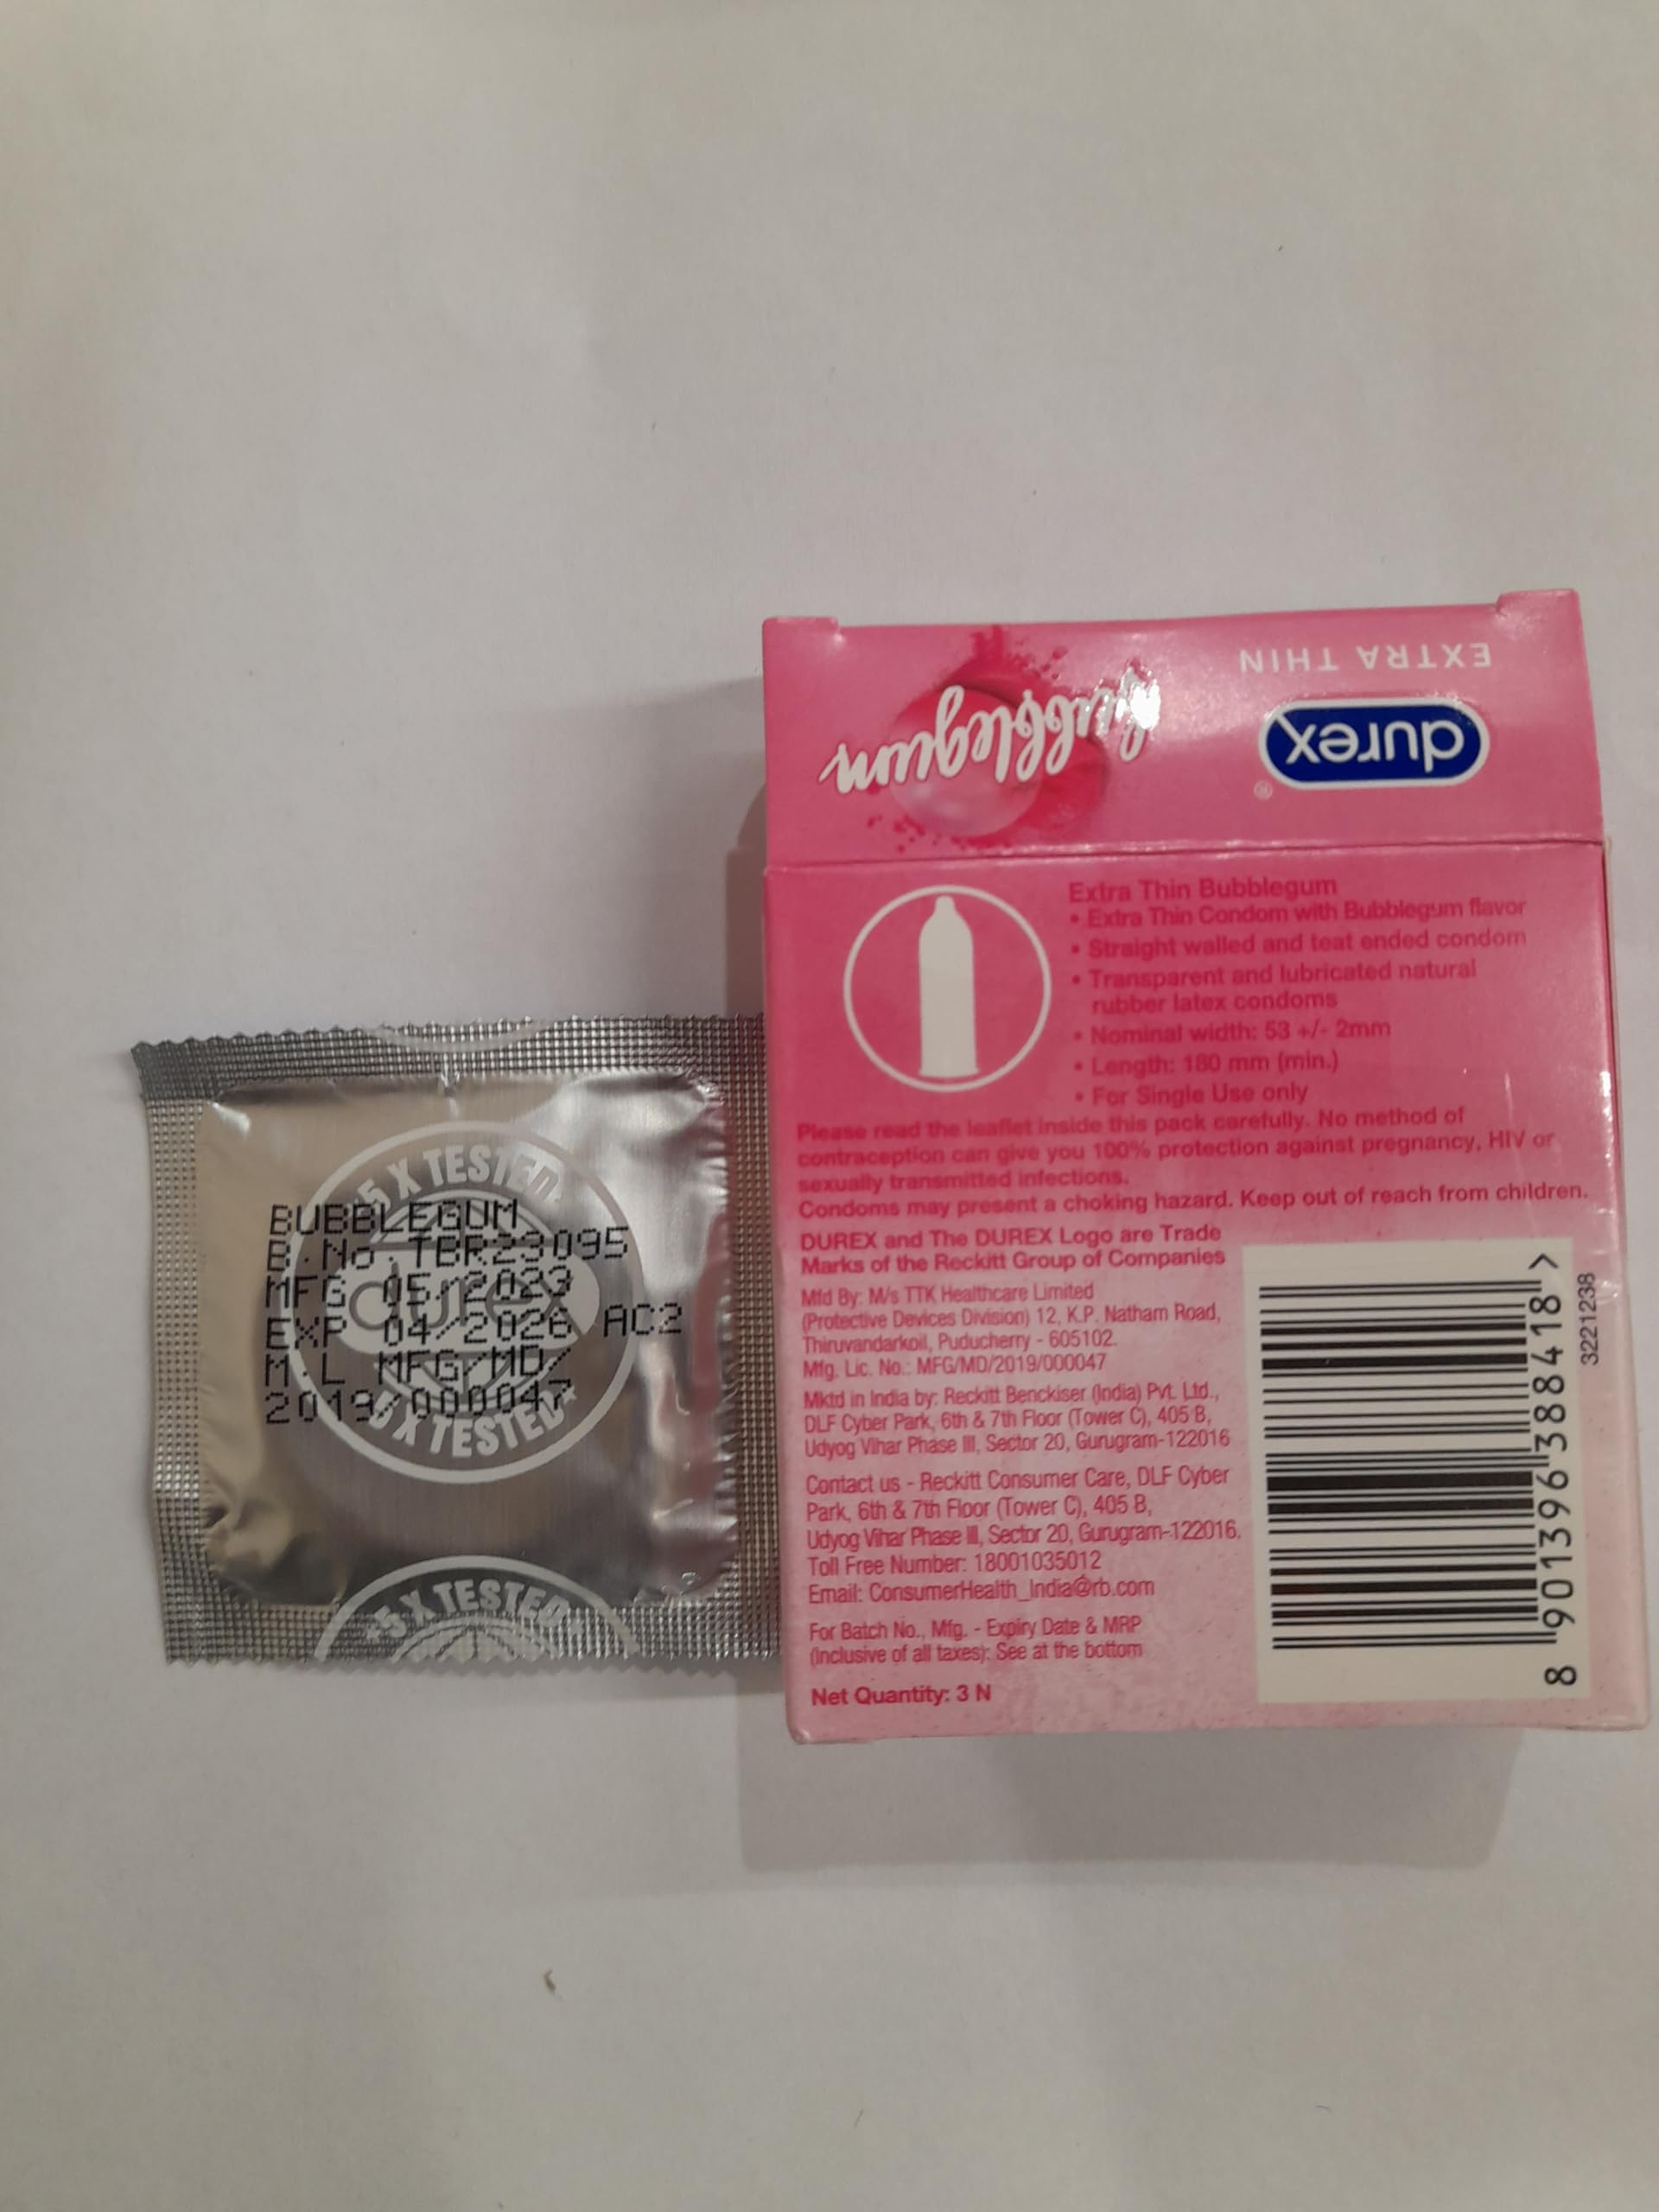 5 X TESTED
BUBBLEGUM
B.No.TBR23095
MFG 05/2023
EXP 04/2026 AC2
M.L MFG/MD/
2019/000047
durex
5 X TESTED
5 X TESTED
EXTRA THIN
durex®
bubblegum
Extra Thin Bubblegum
• Extra Thin Condom with Bubblegum flavor
• Straight walled and teat ended condom
• Transparent and lubricated natural
rubber latex condoms
• Nominal width: 53 +/- 2mm
• Length: 180 mm (min.)
• For Single Use only
Please read the leaflet inside this pack carefully. No method of
contraception can give you 100% protection against pregnancy, HIV or
sexually transmitted infections.
Condoms may present a choking hazard. Keep out of reach from children.
DUREX and The DUREX Logo are Trade
Marks of the Reckitt Group of Companies
Mfd By: M/s TTK Healthcare Limited
(Protective Devices Division) 12, K.P. Natham Road,
Thiruvandarkoil, Puducherry - 605102.
Mfg. Lic. No.: MFG/MD/2019/000047
Mktd in India by: Reckitt Benckiser (India) Pvt. Ltd.,
DLF Cyber Park, 6th & 7th Floor (Tower C), 405 B,
Udyog Vihar Phase III, Sector 20, Gurugram-122016
Contact us - Reckitt Consumer Care, DLF Cyber
Park, 6th & 7th Floor (Tower C), 405 B,
Udyog Vihar Phase III, Sector 20, Gurugram-122016.
Toll Free Number: 18001035012
Email: ConsumerHealth_India@rb.com
For Batch No., Mfg. - Expiry Date & MRP
(Inclusive of all taxes): See at the bottom
Net Quantity: 3 N
8 901396 388418 >
3221238